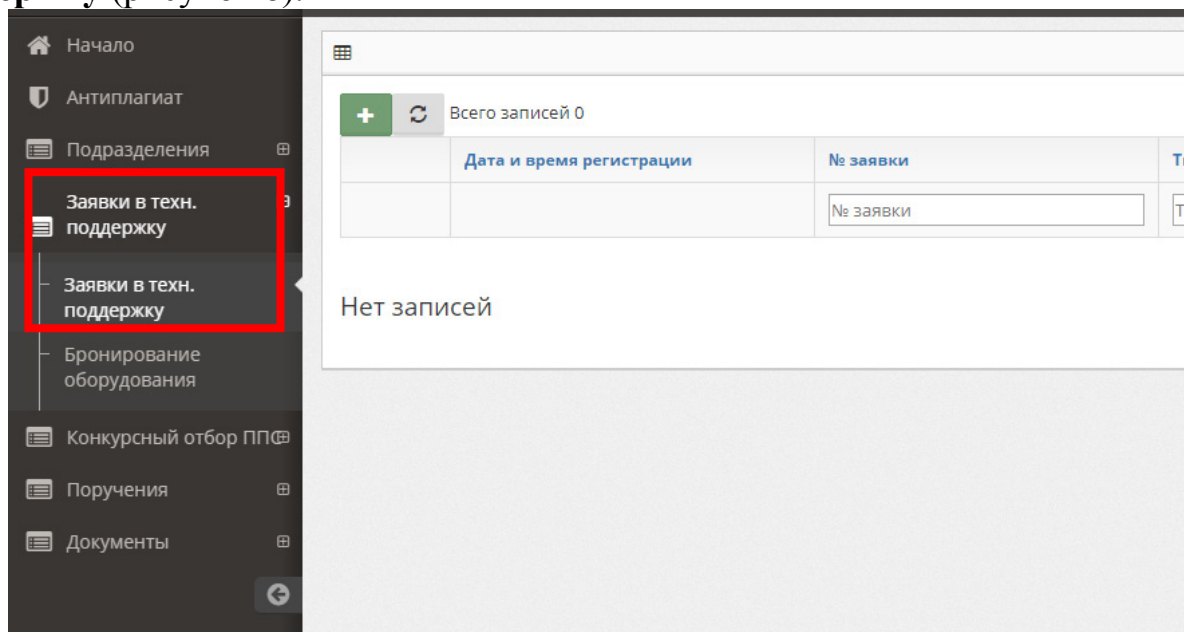 Начало
Антиплагиат
Подразделения
Заявки в техн.
поддержку
Заявки в техн.
поддержку
Бронирование
оборудования
Конкурсный отбор ППС
Поручения
Документы
Всего записей 0
Дата и время регистрации № заявки
№ заявки
Нет записей